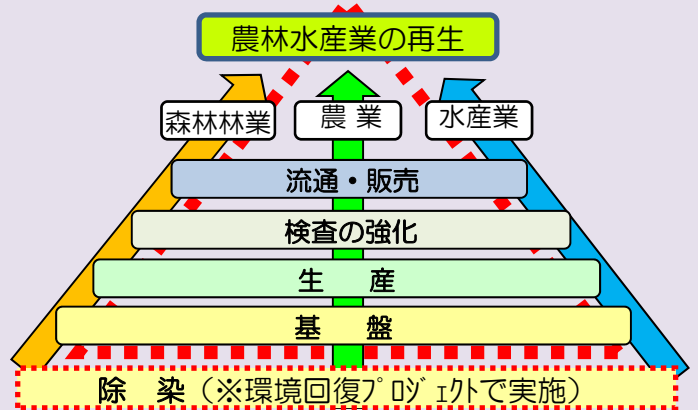 農林水産業の再生
森林林業
農 業
水産業
流通・販売
検査の強化
生　産
基　盤
除　染（※環境回復ﾌﾟﾛｼﾞｪｸﾄで実施）